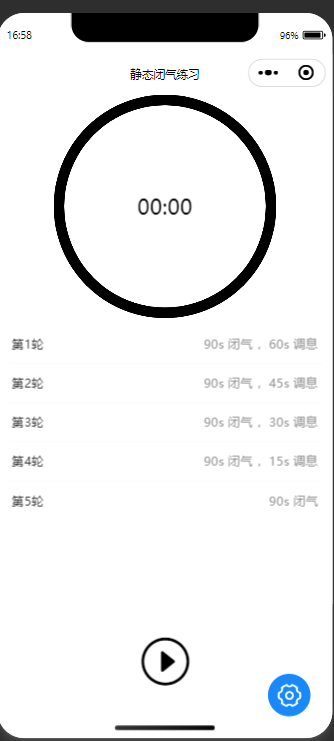 16:58
96%
静态闭气练习
00:00
第1轮 90s 闭气 ，60s 调息
第2轮 90s 闭气 ，45s 调息
第3轮 90s 闭气 ，30s 调息
第4轮 90s 闭气 ，15s 调息
第5轮 90s 闭气